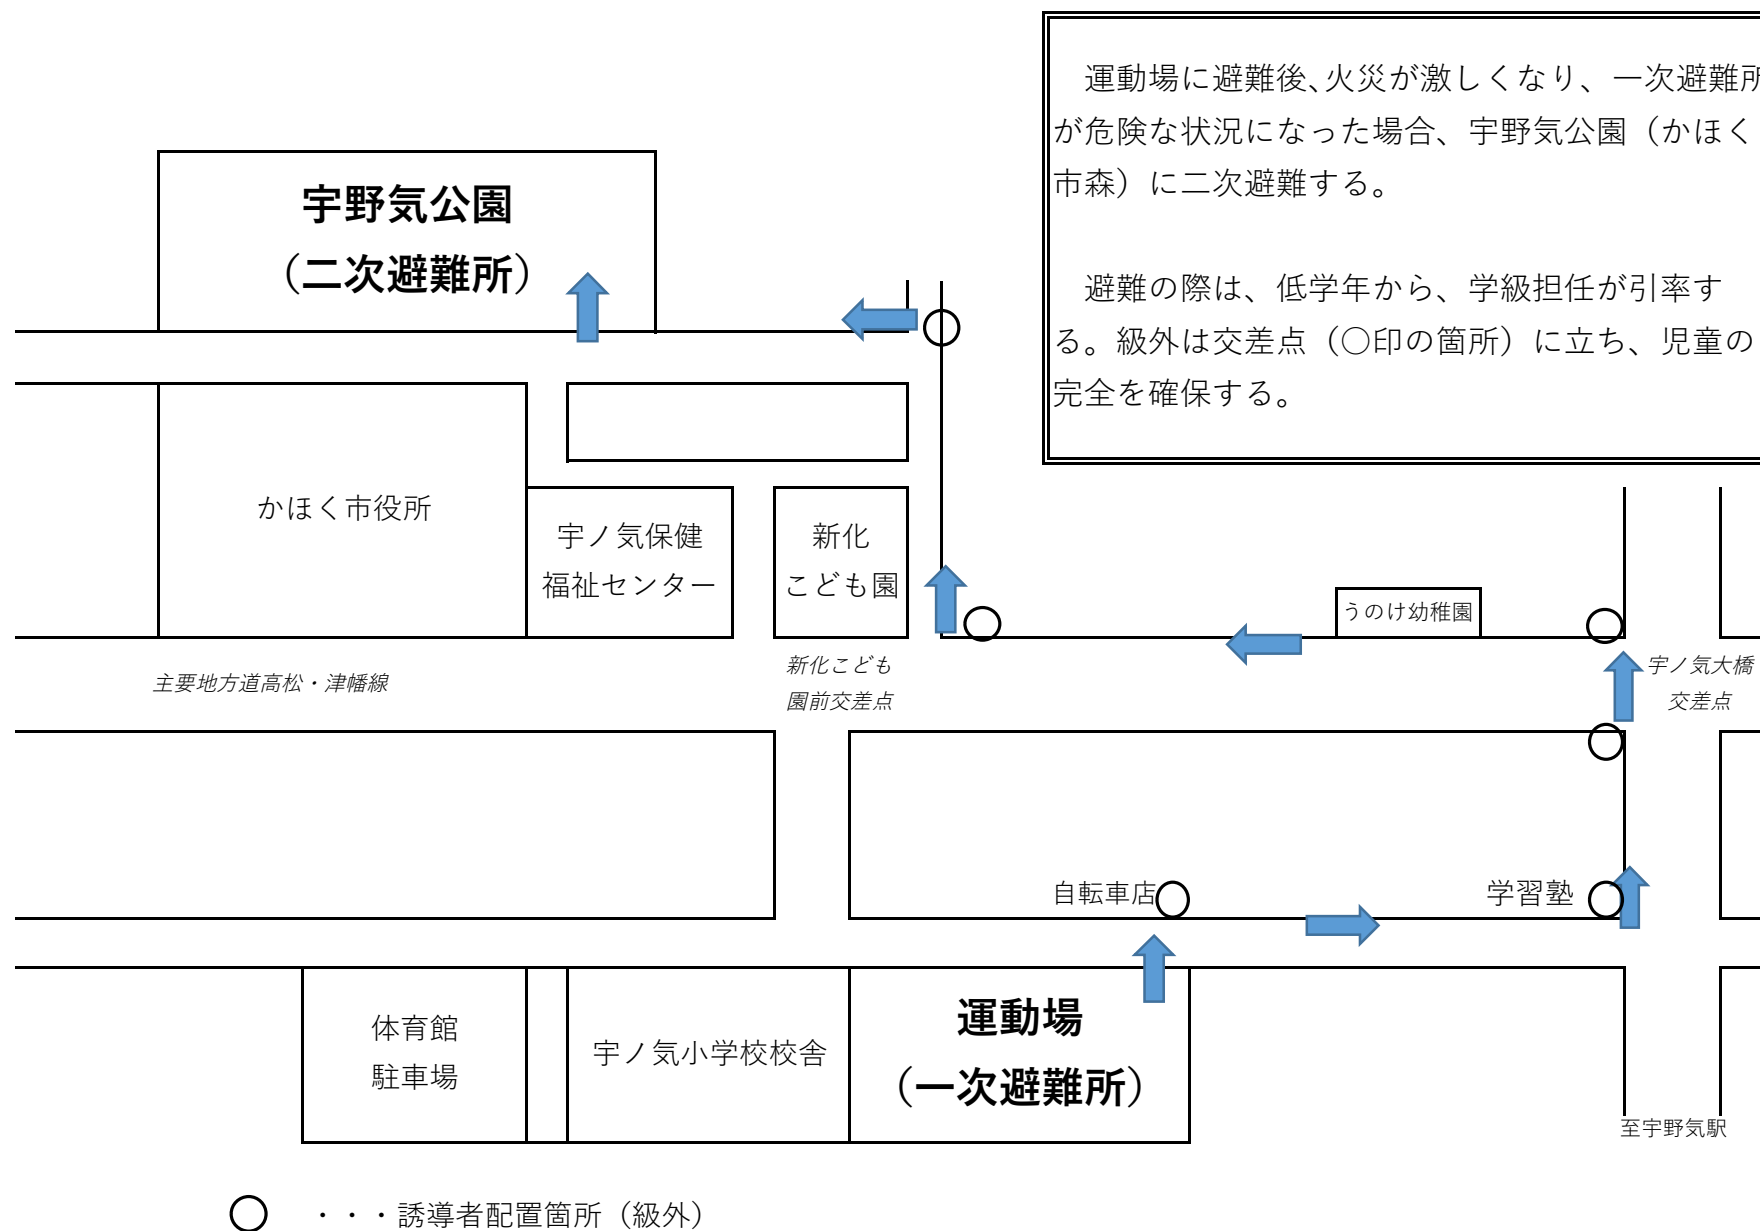 運動場に避難後、火災が激しくなり、一次避難所
が危険な状況になった場合、宇野気公園（かほく
市森）に二次避難する。
避難の際は、低学年から、学級担任が引率す
る。級外は交差点（○印の箇所）に立ち、児童の
完全を確保する。
宇野気公園
（二次避難所）
かほく市役所
宇ノ気保健
福祉センター
新化
こども園
うのけ幼稚園
主要地方道高松・津幡線
新化こども
園前交差点
宇ノ気大橋
交差点
自転車店
学習塾
体育館
駐車場
宇ノ気小学校校舎
運動場
（一次避難所）
至宇野気駅
○ ・・・誘導者配置箇所（級外）